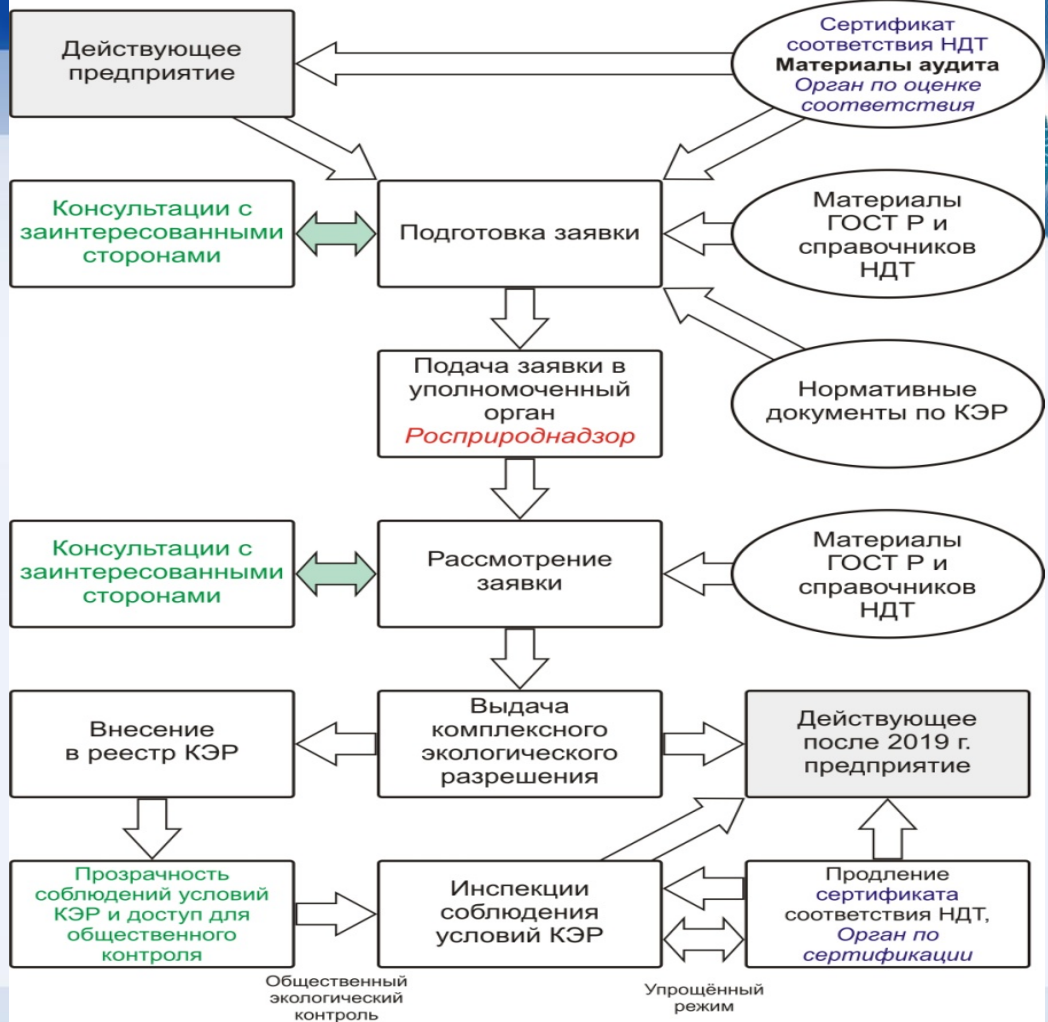 Действующее
предприятие
Сертификат
соответствия НДТ
Материалы аудита
Орган по оценке
соответствия
Консультации с
заинтересованными
сторонами
Подготовка заявки
Материалы
ГОСТ Р и
справочников
НДТ
Подача заявки в
уполномоченный
орган
Росприроднадзор
Нормативные
документы по КЭР
Консультации с
заинтересованными
сторонами
Рассмотрение
заявки
Материалы
ГОСТ Р и
справочников
НДТ
Внесение
в реестр КЭР
Выдача
комплексного
экологического
разрешения
Действующее
после 2019 г.
предприятие
Прозрачность
соблюдений условий
КЭР и доступ для
общественного
контроля
Инспекции
соблюдения
условий КЭР
Продление
сертификата
соответствия НДТ,
Орган по
сертификации
Общественный
экологический
контроль
Упрощённый
режим